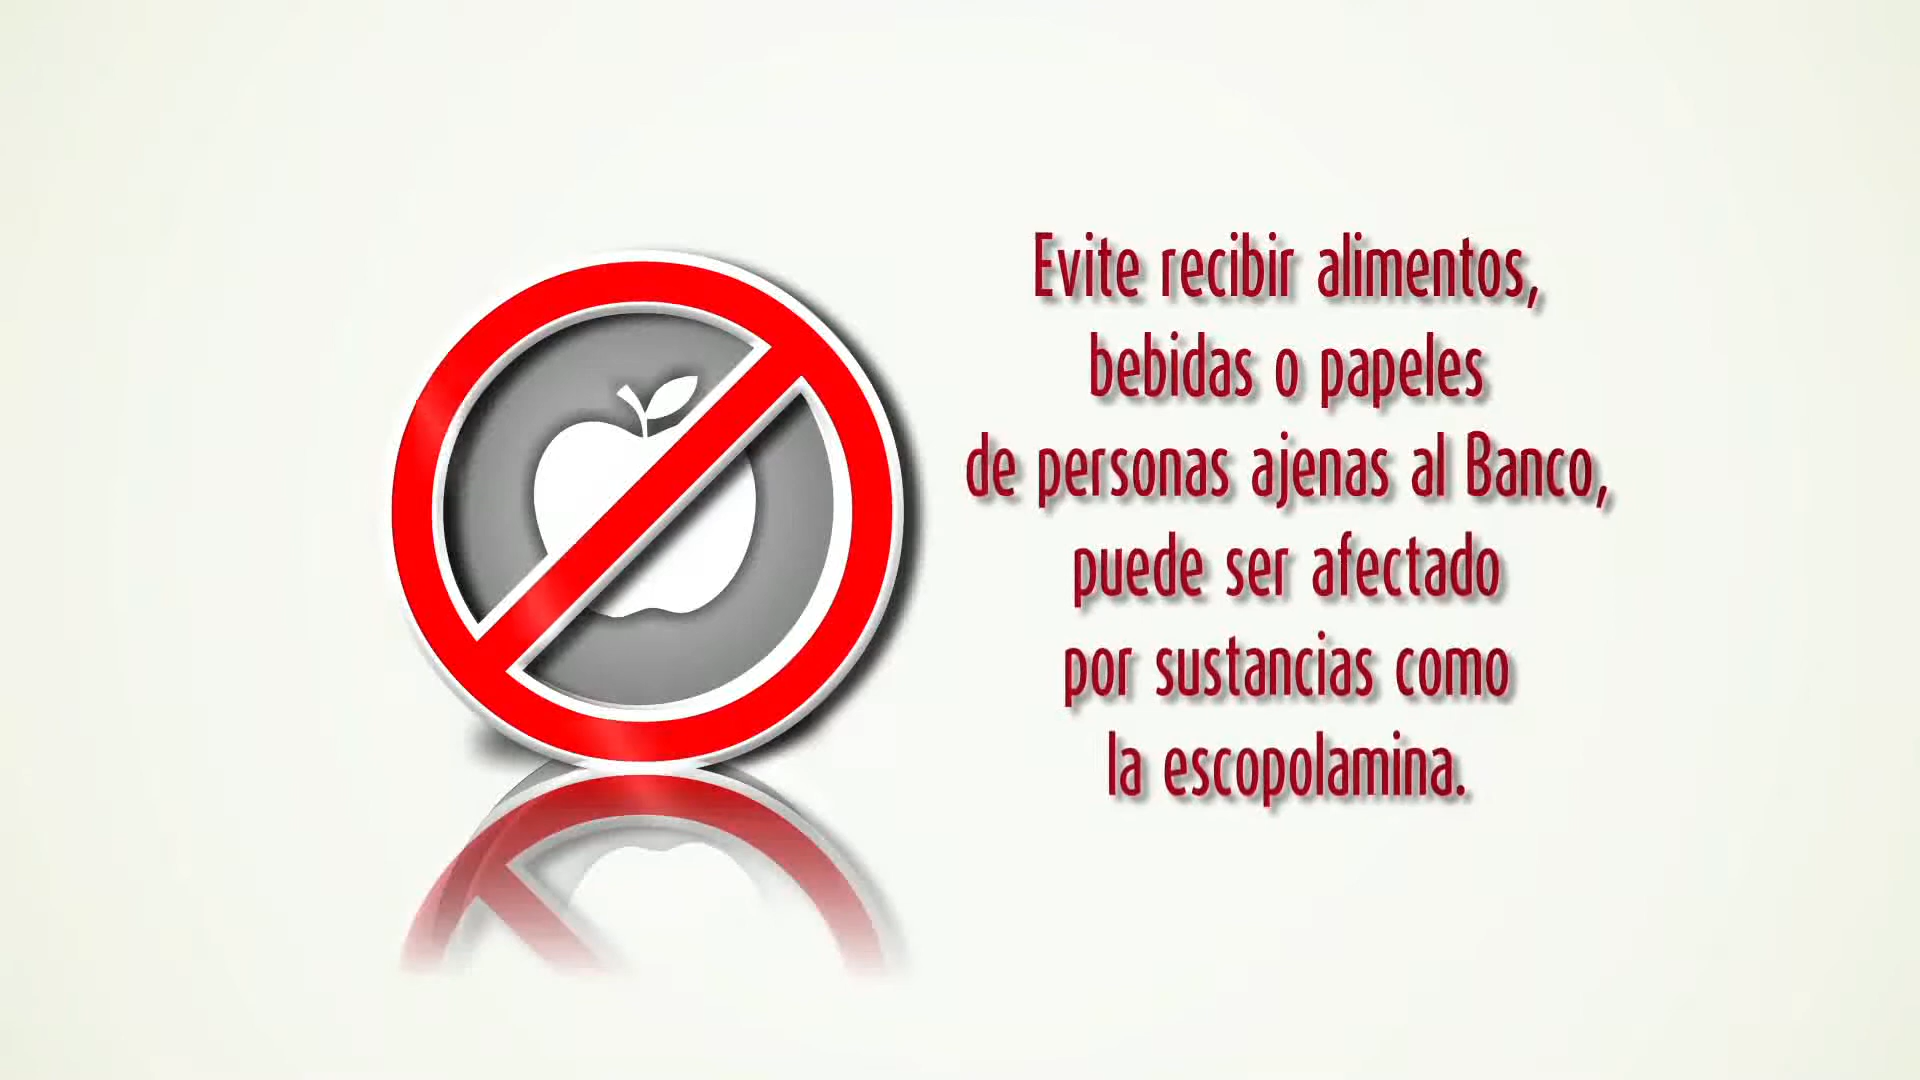 Evite recibir alimentos,
bebidas o papeles
de personas ajenas al Banco,
puede ser afectado
por sustancias como
la escopolamina.